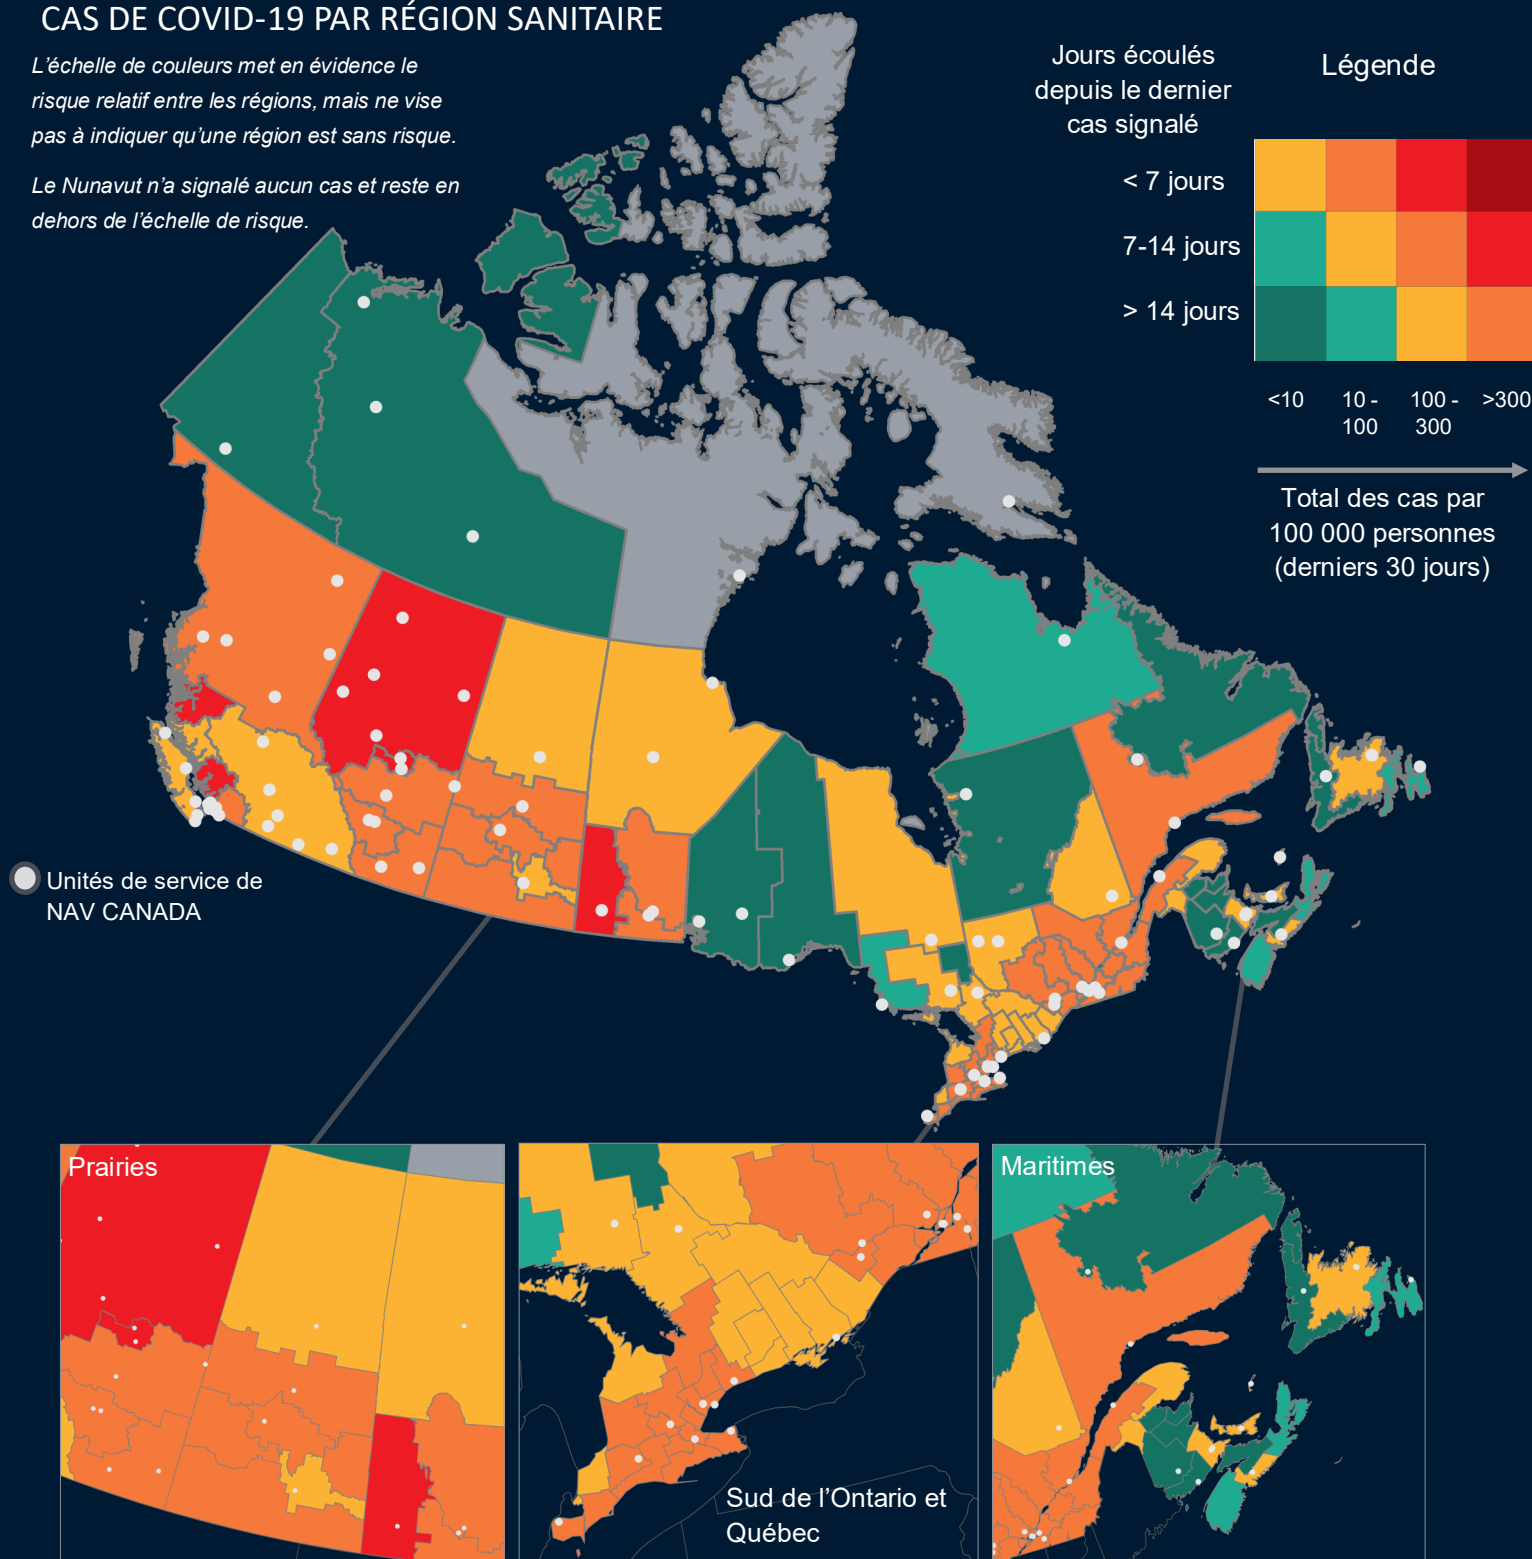 CAS DE COVID-19 PAR RÉGION SANITAIRE
L'échelle de couleurs met en évidence le
risque relatif entre les régions, mais ne vise
pas à indiquer qu'une région est sans risque.
Le Nunavut n'a signalé aucun cas et reste en
dehors de l'échelle de risque.
Jours écoulés
depuis le dernier
cas signalé
Légende
< 7 jours
7-14 jours
> 14 jours
<10
10 -
100
100 -
300
>300
Total des cas par
100 000 personnes
(derniers 30 jours)
Unités de service de
NAV CANADA
Prairies
Sud de l'Ontario et
Québec
Maritimes